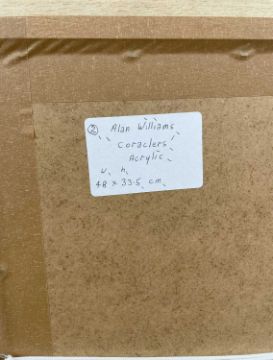 ② Alan Williams
Coraclers
Acrylic
w h
48 x 33.5 cm